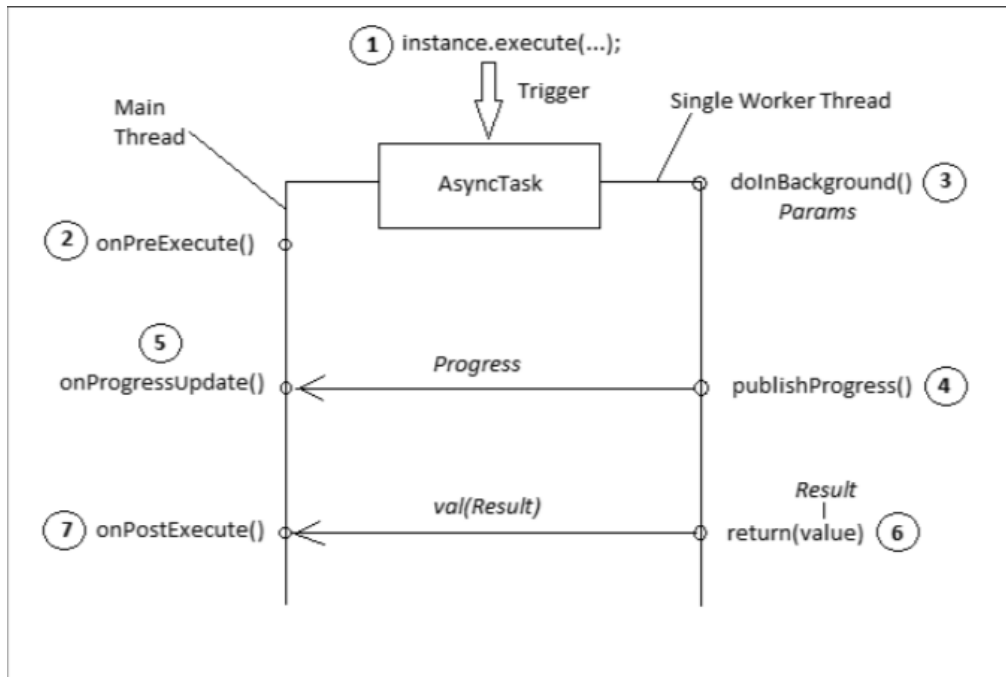 1 instance.execute(...);
Trigger
Main
Thread
Single Worker Thread
AsyncTask
doInBackground() 3
Params
2 onPreExecute()
5
onProgressUpdate()
Progress
publishProgress() 4
Result
7 onPostExecute()
val(Result)
return(value) 6